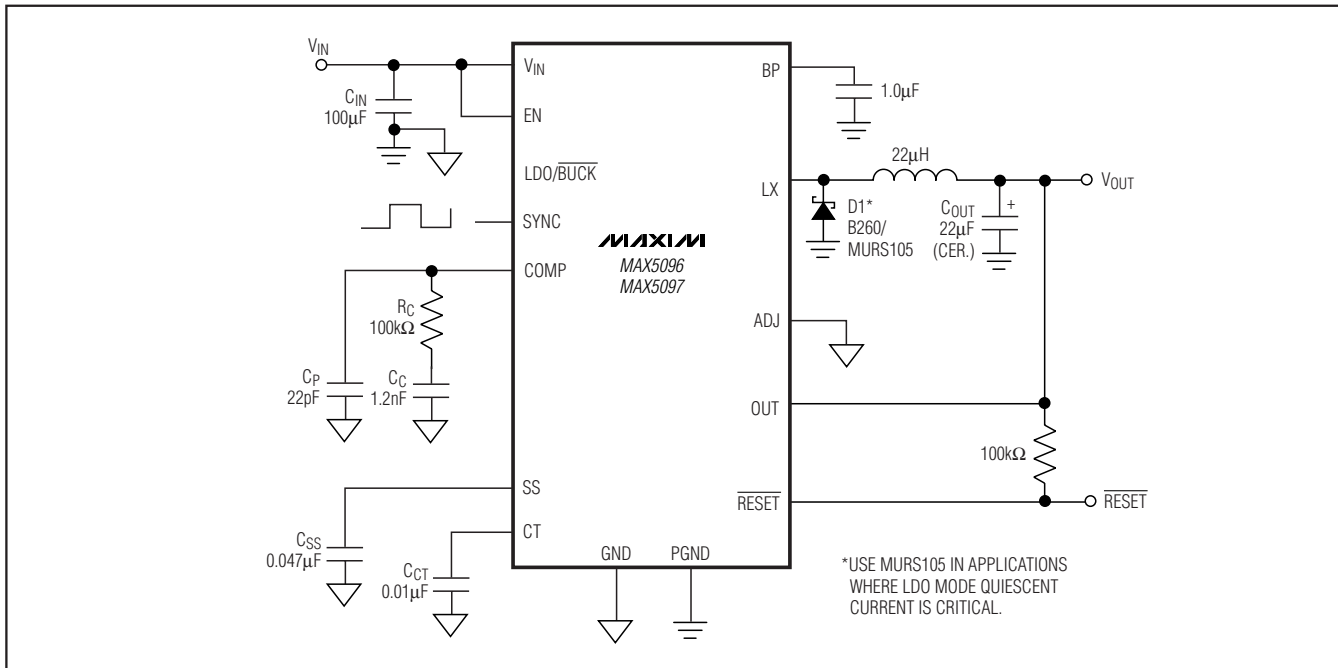 VIN
CIN
100µF
VIN
EN
LDO/BUCK
SYNC
COMP
RC
100kΩ
CP
22pF
CC
1.2nF
SS
CSS
0.047µF
CT
CCT
0.01µF
MAXIM
MAX5096
MAX5097
GND
PGND
BP
1.0µF
LX
22µH
VOUT
D1*
B260/
MURS105
COUT
22µF
(CER.)
+
ADJ
OUT
100kΩ
RESET
RESET
*USE MURS105 IN APPLICATIONS
WHERE LDO MODE QUIESCENT
CURRENT IS CRITICAL.